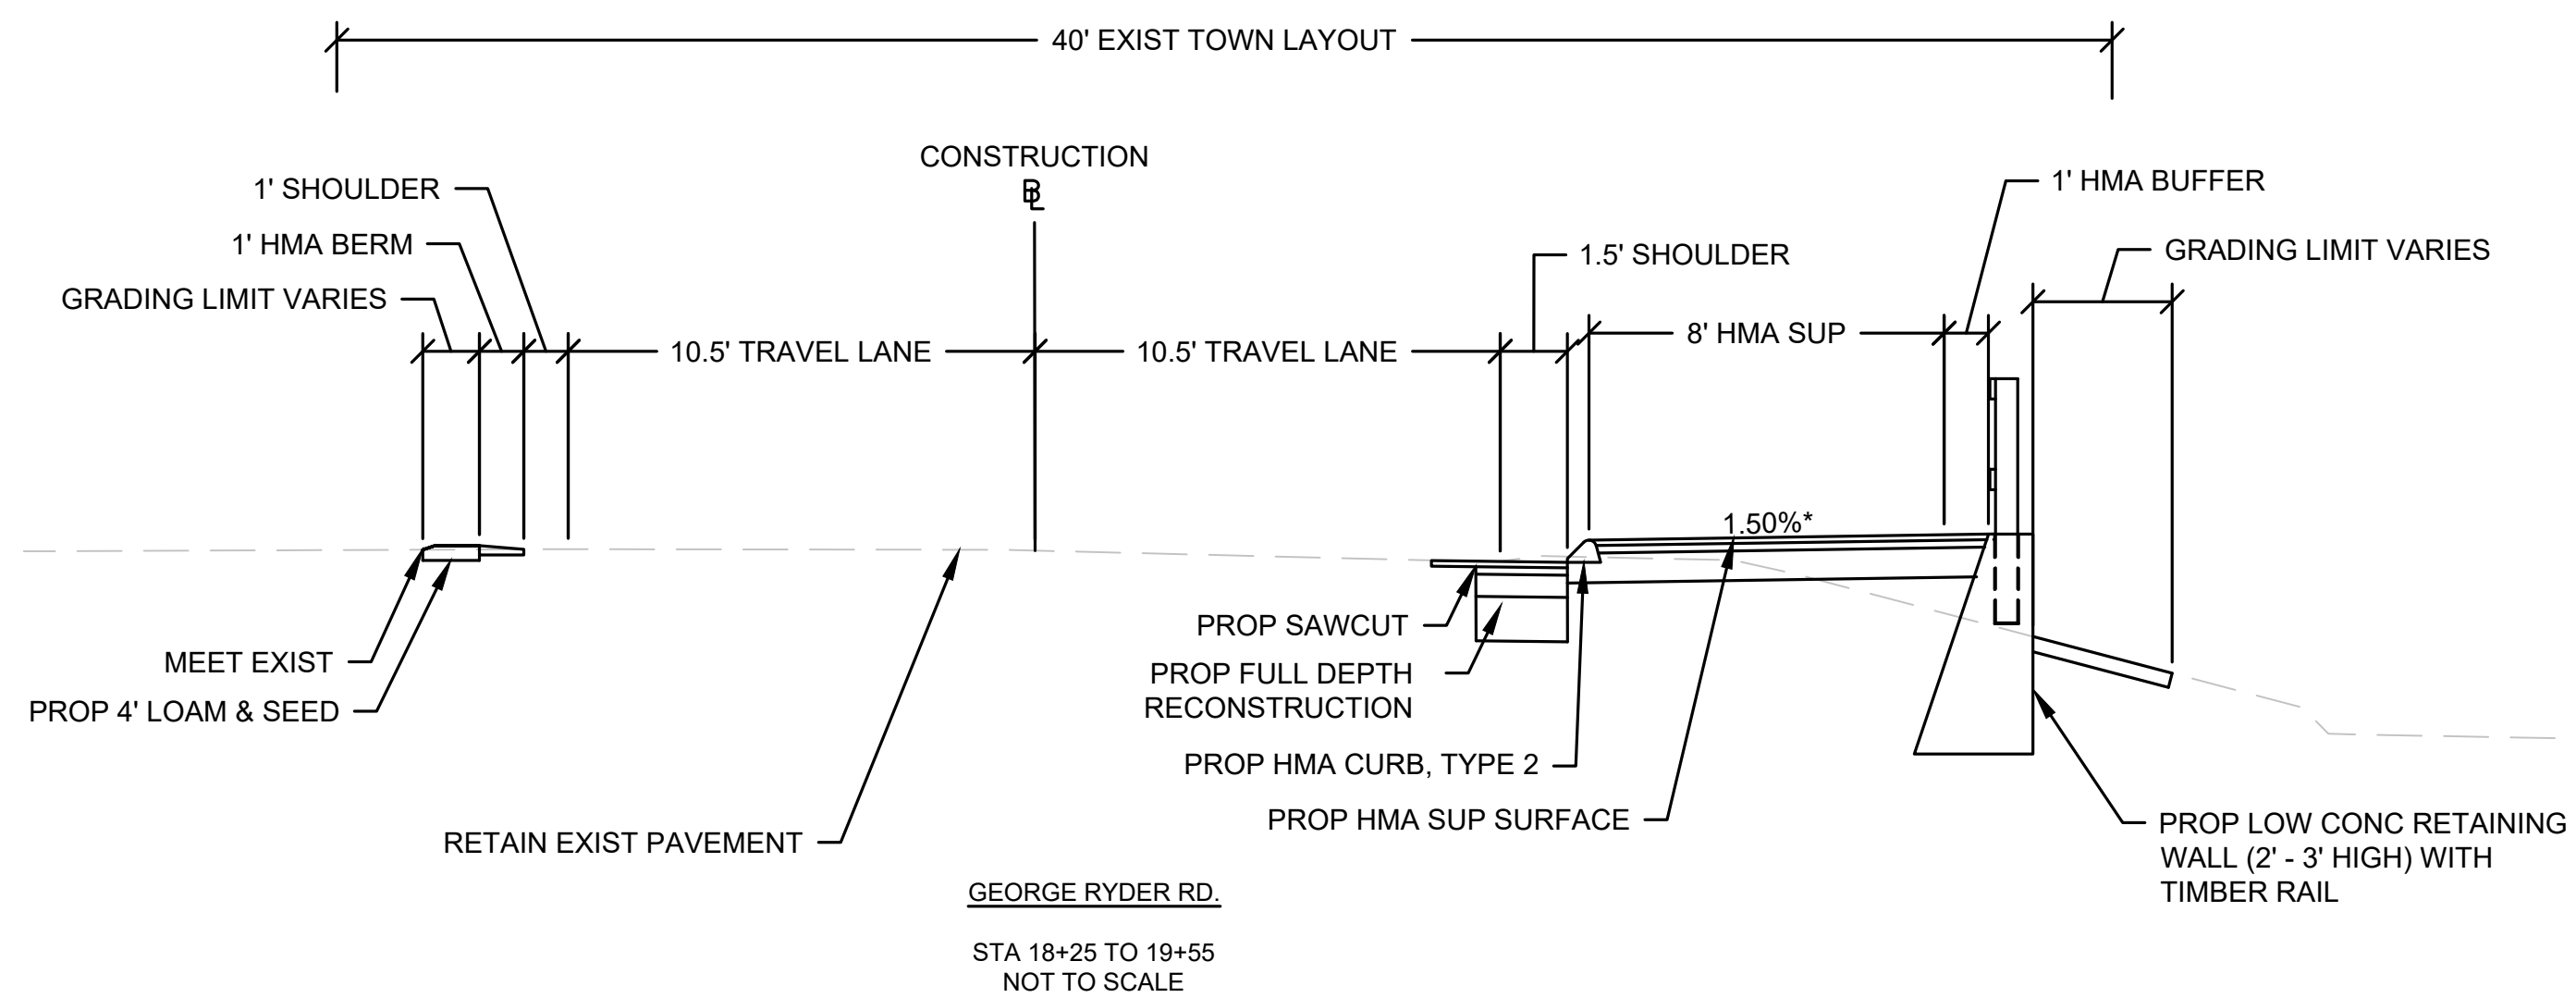 40' EXIST TOWN LAYOUT
CONSTRUCTION
BL
1' SHOULDER
1' HMA BERM
GRADING LIMIT VARIES
10.5' TRAVEL LANE
10.5' TRAVEL LANE
1.5' SHOULDER
8' HMA SUP
1' HMA BUFFER
GRADING LIMIT VARIES
1.50%*
MEET EXIST
PROP 4' LOAM & SEED
RETAIN EXIST PAVEMENT
PROP SAWCUT
PROP FULL DEPTH
RECONSTRUCTION
PROP HMA CURB, TYPE 2
PROP HMA SUP SURFACE
PROP LOW CONC RETAINING
WALL (2' - 3' HIGH) WITH
TIMBER RAIL
GEORGE RYDER RD.
STA 18+25 TO 19+55
NOT TO SCALE